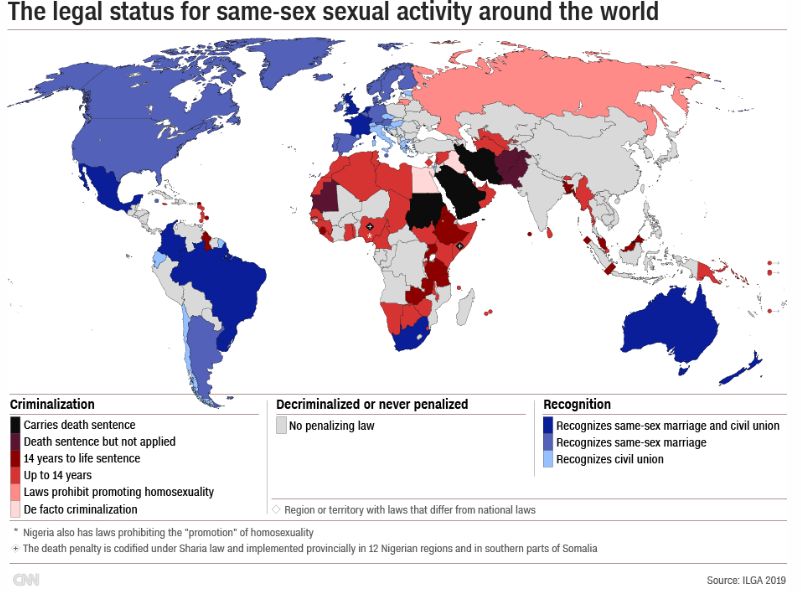 The legal status for same-sex sexual activity around the world
Criminalization
Carries death sentence
Death sentence but not applied
14 years to life sentence
Up to 14 years
Laws prohibit promoting homosexuality
De facto criminalization
Decriminalized or never penalized
No penalizing law
Recognition
Recognizes same-sex marriage and civil union
Recognizes same-sex marriage
Recognizes civil union
◇ Region or territory with laws that differ from national laws
* Nigeria also has laws prohibiting the "promotion" of homosexuality
+ The death penalty is codified under Sharia law and implemented provincially in 12 Nigerian regions and in southern parts of Somalia
CNN
Source: ILGA 2019